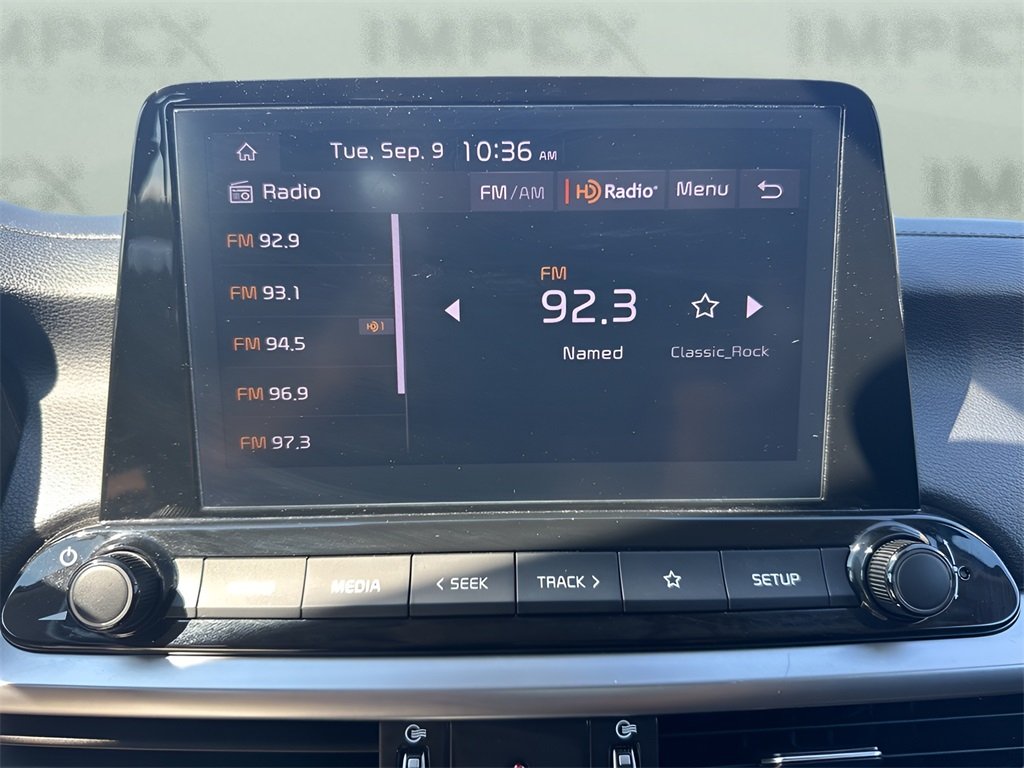 IMPEX IMPEX IMPEX
Tue, Sep. 9 10:36 AM
Radio FM/AM HD Radio® Menu
FM 92.9
FM 93.1
FM 94.5 HD 1
FM 96.9
FM 97.3
FM
92.3
Named Classic_Rock
MEDIA < SEEK TRACK > SETUP